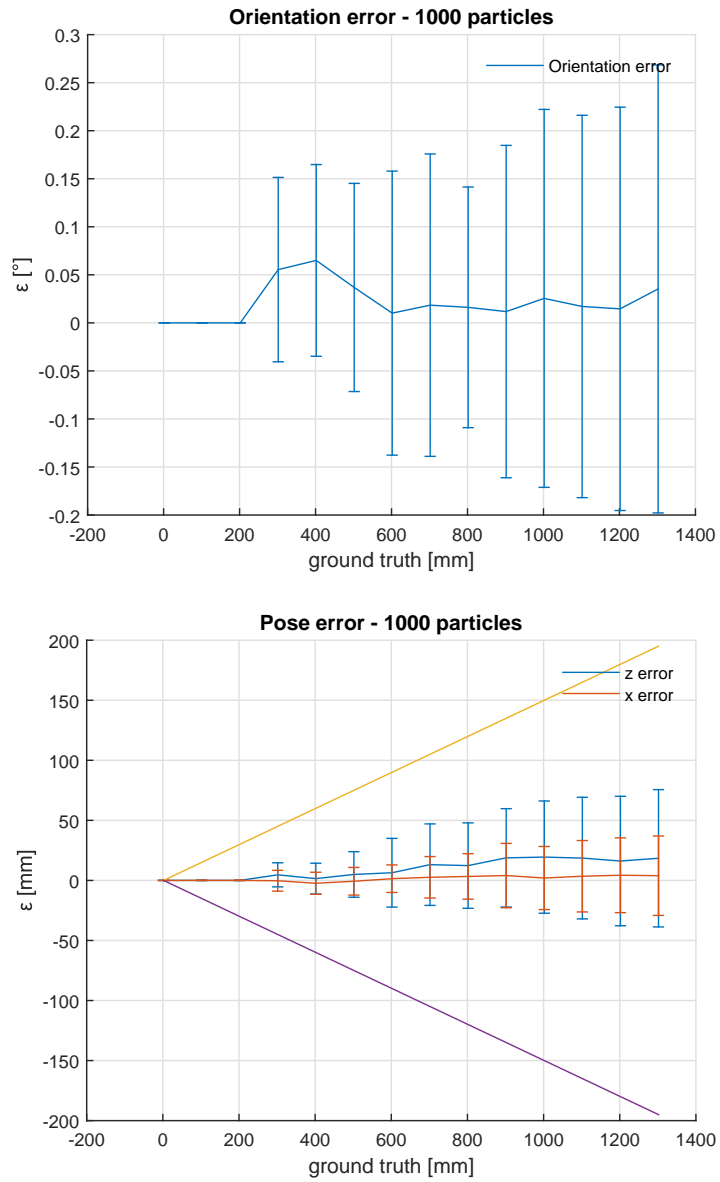 Orientation error - 1000 particles
0.3
Orientation error
0.25
0.2
0.15
0.1
0.05
0
-0.05
-0.1
-0.15
-0.2
ε [°]
-200 0 200 400 600 800 1000 1200 1400
ground truth [mm]
Pose error - 1000 particles
200
z error
x error
150
100
50
0
-50
-100
-150
-200
ε [mm]
-200 0 200 400 600 800 1000 1200 1400
ground truth [mm]